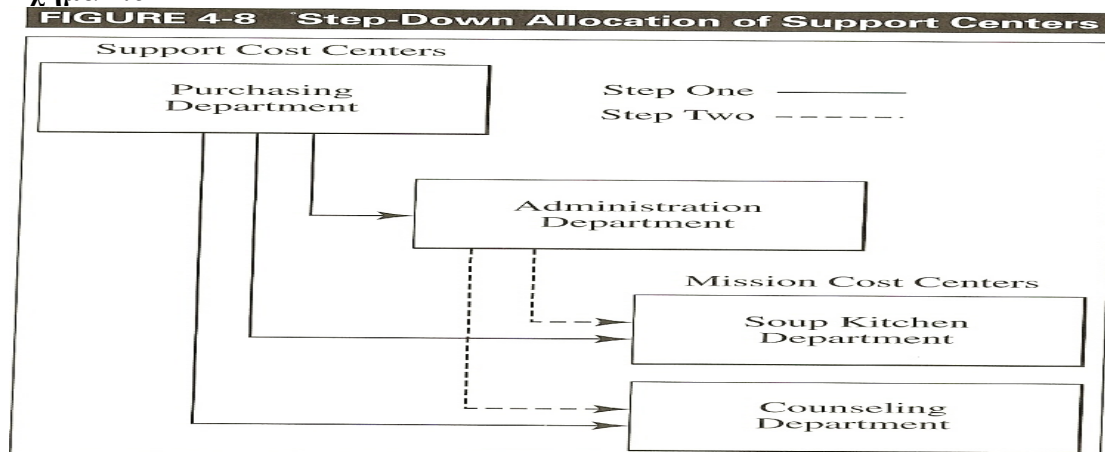 FIGURE 4-8 Step-Down Allocation of Support Centers
Support Cost Centers
Purchasing
Department
Step One
Step Two
Administration
Department
Mission Cost Centers
Soup Kitchen
Department
Counseling
Department